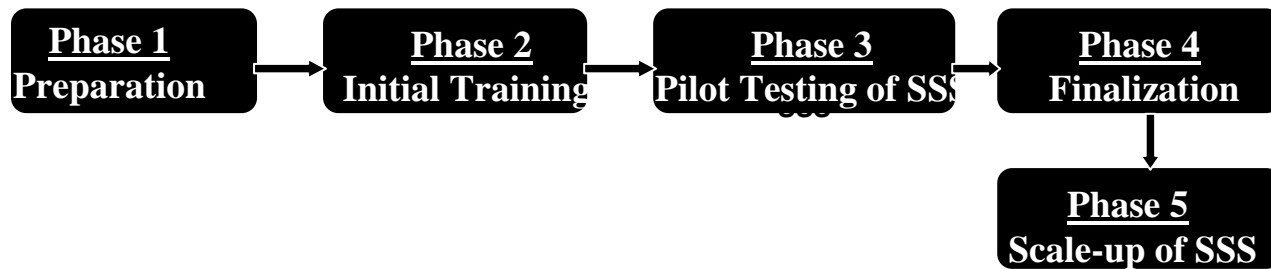 Phase 1
Preparation
Phase 2
Initial Training
Phase 3
Pilot Testing of SSS
Phase 4
Finalization
Phase 5
Scale-up of SSS